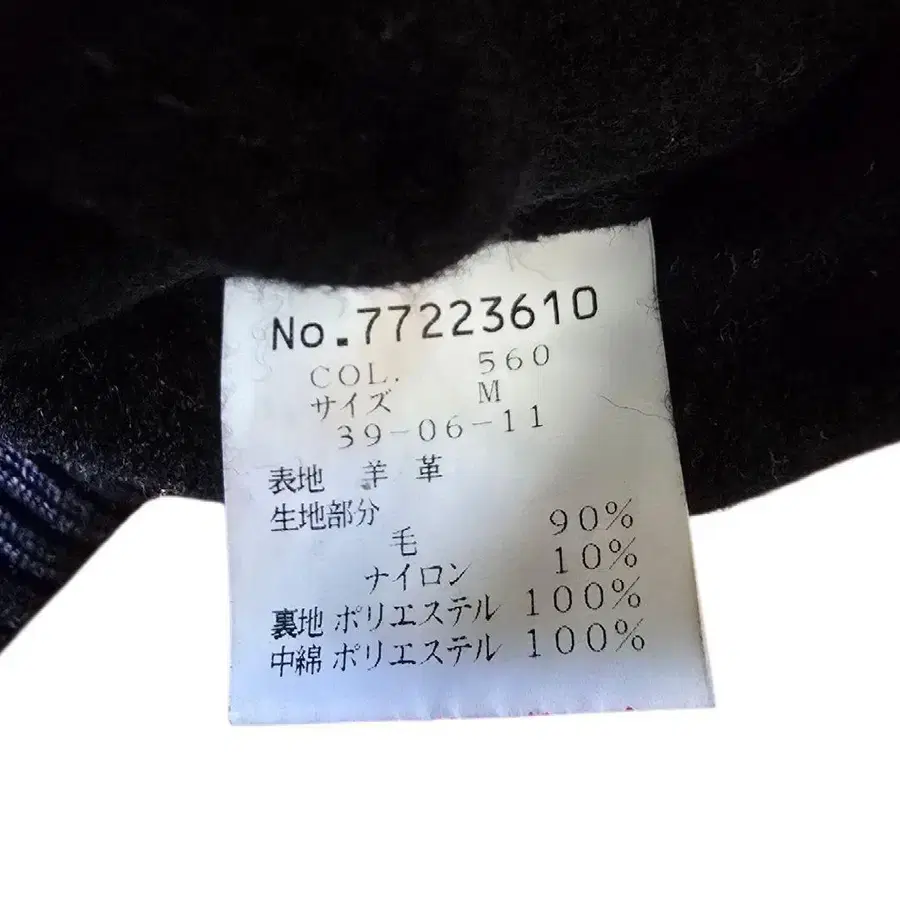 No.77223610
COL. 560
サイズ M
39-06-11
表地 羊 革
生地部分
毛 90%
ナイロン 10%
裏地 ポリエステル 100%
中綿 ポリエステル 100%